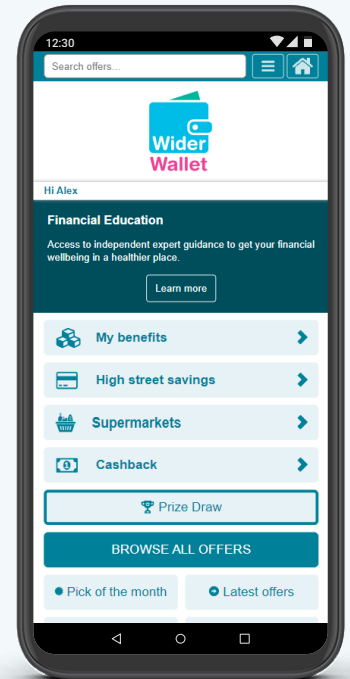 12:30
Search offers...
Wider
Wallet
Hi Alex
Financial Education
Access to independent expert guidance to get your financial
wellbeing in a healthier place.
Learn more
My benefits
High street savings
Supermarkets
Cashback
Prize Draw
BROWSE ALL OFFERS
Pick of the month
Latest offers